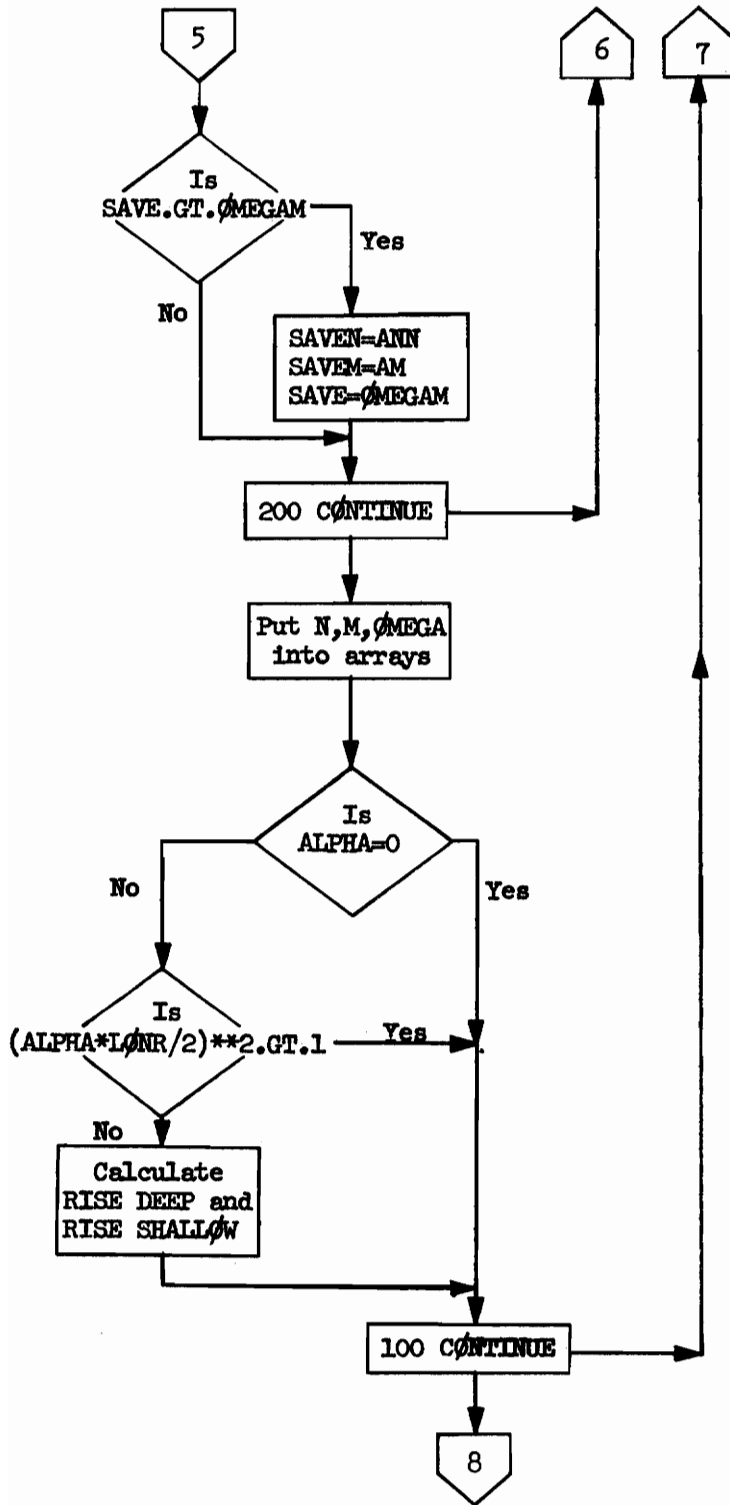 5
6
7
Is
SAVE.GT.ØMEGAM
Yes
No
SAVEN=ANN
SAVEM=AM
SAVE=ØMEGAM
200 CØNTINUE
Put N,M,ØMEGA
into arrays
Is
ALPHA=0
No
Yes
Is
(ALPHA*LØNR/2)**2.GT.1
Yes
No
Calculate
RISE DEEP and
RISE SHALLØW
100 CØNTINUE
8